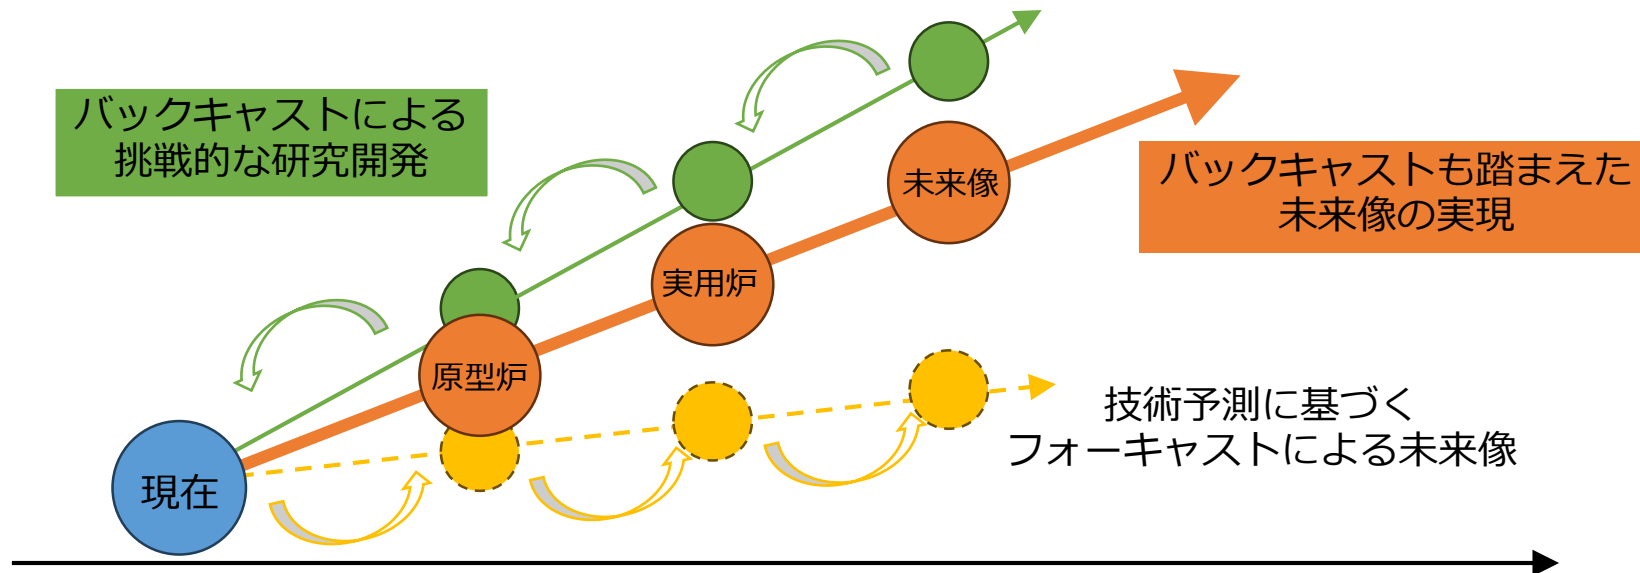 バックキャストによる
挑戦的な研究開発
未来像
バックキャストも踏まえた
未来像の実現
実用炉
原型炉
技術予測に基づく
フォーキャストによる未来像
現在